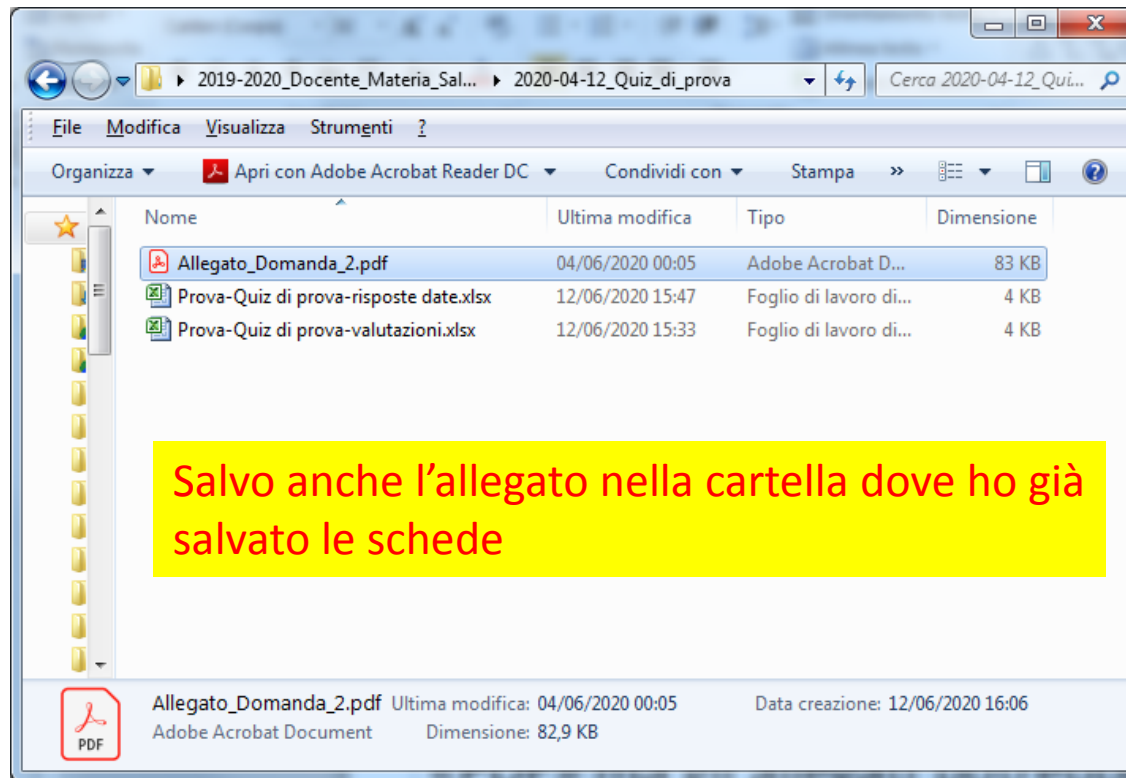 2019-2020_Docente_Materia_Sal... 2020-04-12_Quiz_di_prova Cerca 2020-04-12_Qui...
File Modifica Visualizza Strumenti ?
Organizza Apri con Adobe Acrobat Reader DC Condividi con Stampa »
Nome Ultima modifica Tipo Dimensione
Allegato_Domanda_2.pdf 04/06/2020 00:05 Adobe Acrobat D... 83 KB
Prova-Quiz di prova-risposte date.xlsx 12/06/2020 15:47 Foglio di lavoro di... 4 KB
Prova-Quiz di prova-valutazioni.xlsx 12/06/2020 15:33 Foglio di lavoro di... 4 KB
Salvo anche l’allegato nella cartella dove ho già
salvato le schede
Allegato_Domanda_2.pdf Ultima modifica: 04/06/2020 00:05 Data creazione: 12/06/2020 16:06
Adobe Acrobat Document Dimensione: 82,9 KB
PDF